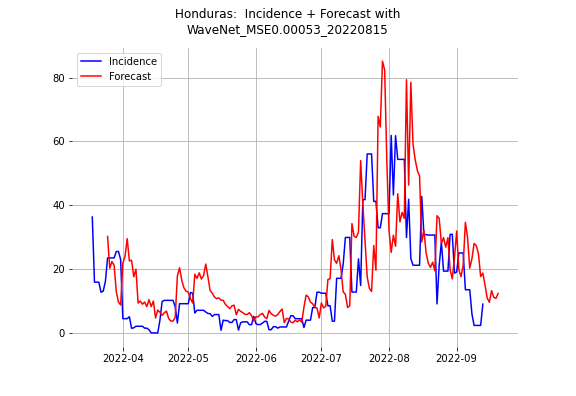 Honduras:  Incidence + Forecast with
WaveNet_MSE0.00053_20220815
Incidence
Forecast
80
60
40
20
0
2022-04
2022-05
2022-06
2022-07
2022-08
2022-09